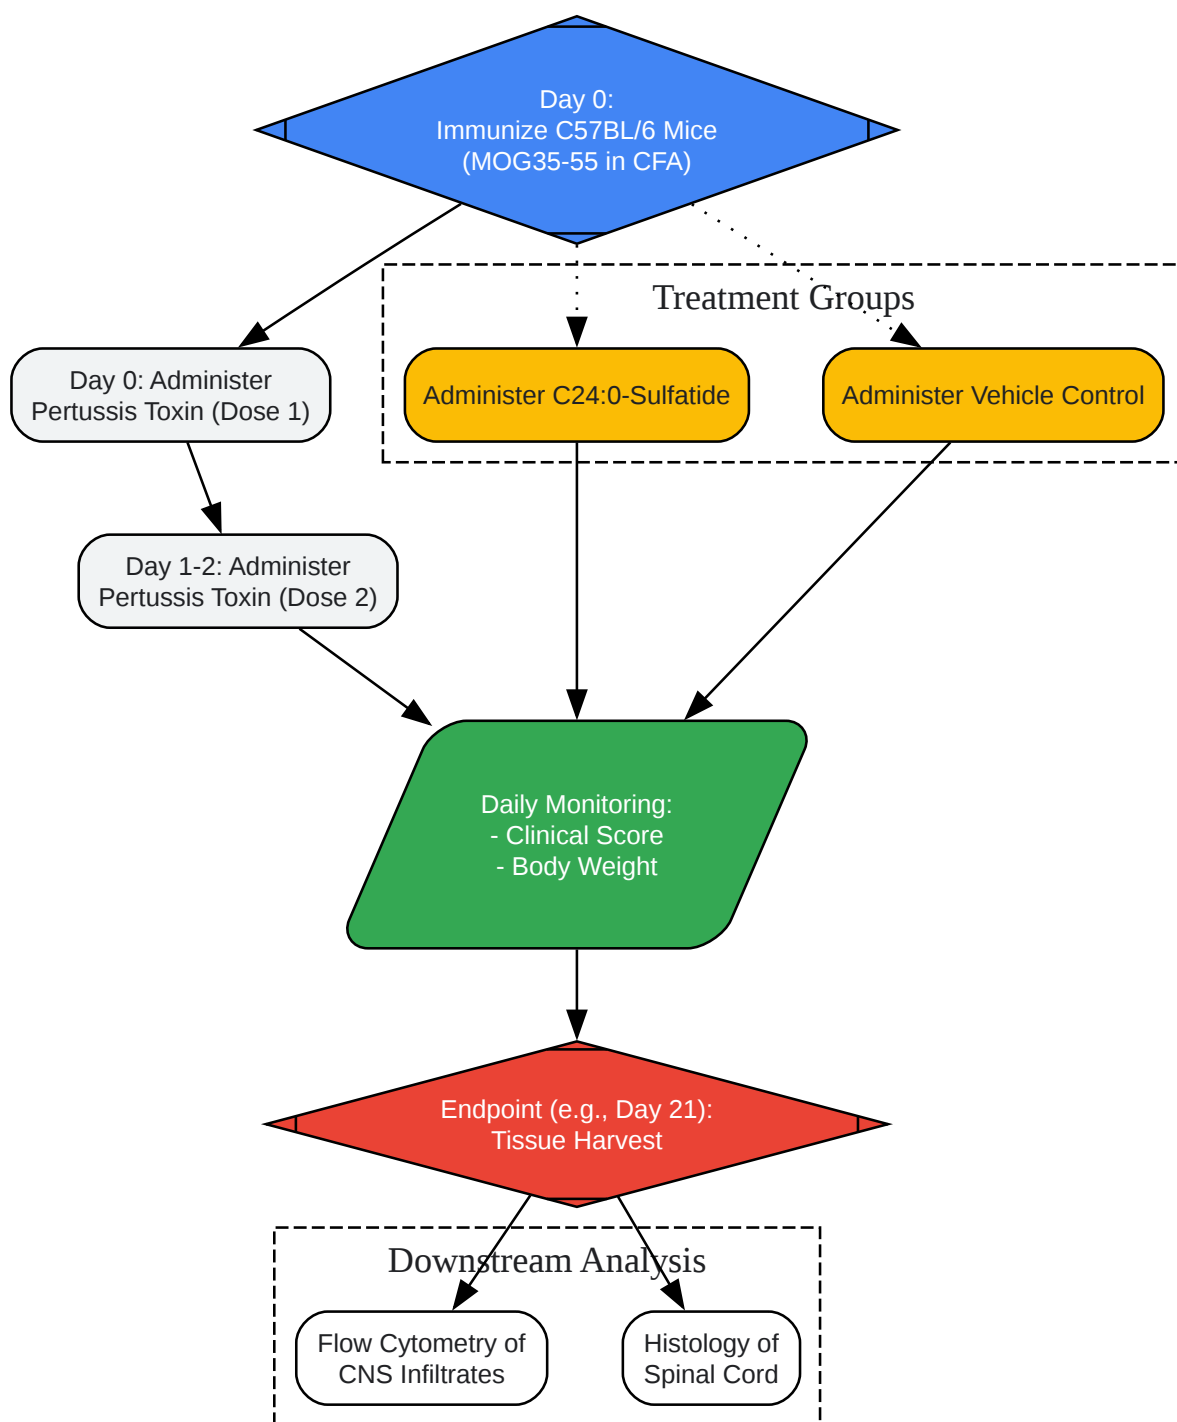 Day 0:
Immunize C57BL/6 Mice
(MOG35-55 in CFA)
Treatment Groups
Day 0: Administer
Pertussis Toxin (Dose 1)
Administer C24:0-Sulfatide
Administer Vehicle Control
Day 1-2: Administer
Pertussis Toxin (Dose 2)
Daily Monitoring:
- Clinical Score
- Body Weight
Endpoint (e.g., Day 21):
Tissue Harvest
Downstream Analysis
Flow Cytometry of
CNS Infiltrates
Histology of
Spinal Cord